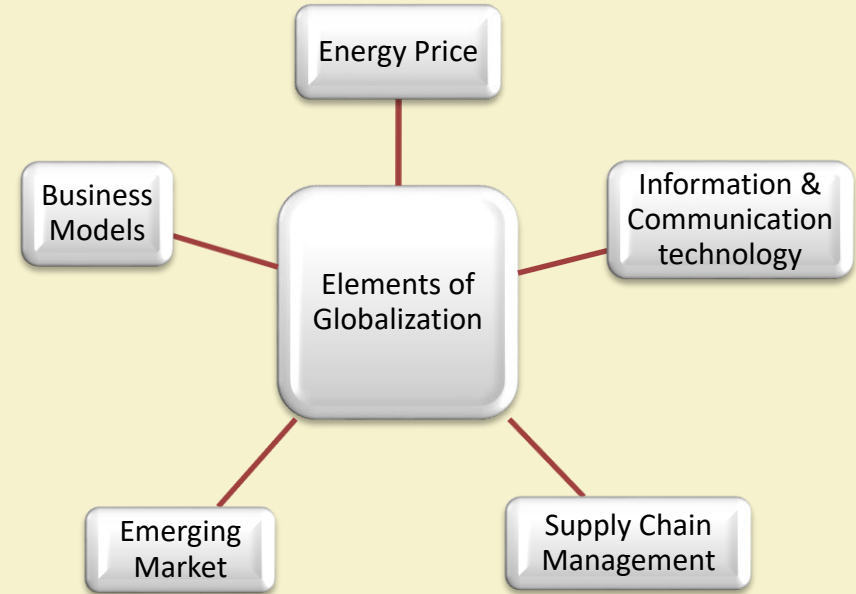 Energy Price
Business
Models
Information &
Communication
technology
Elements of
Globalization
Emerging
Market
Supply Chain
Management